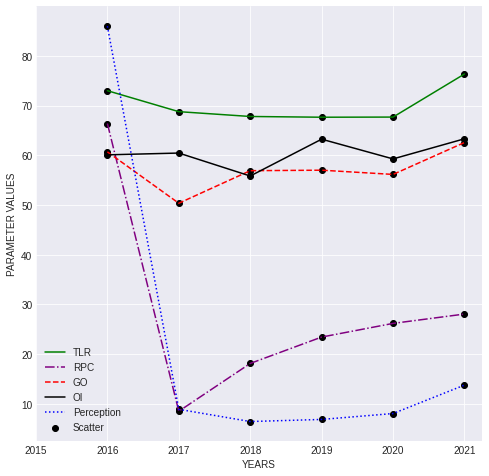 80
70
60
50
40
30
20
10
PARAMETER VALUES
TLR
RPC
GO
OI
Perception
Scatter
2015 2016 2017 2018 2019 2020 2021
YEARS